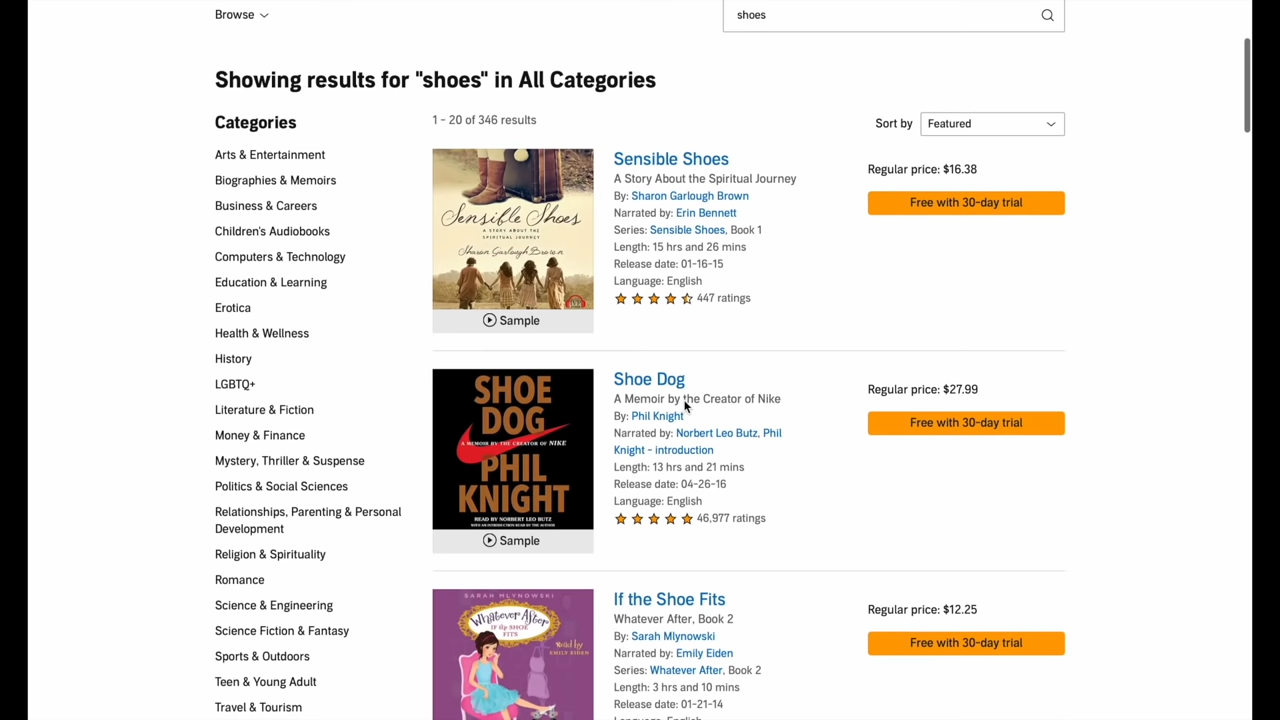 Browse
shoes
Showing results for "shoes" in All Categories
Categories
Arts & Entertainment
Biographies & Memoirs
Business & Careers
Children's Audiobooks
Computers & Technology
Education & Learning
Erotica
Health & Wellness
History
LGBTQ+
Literature & Fiction
Money & Finance
Mystery, Thriller & Suspense
Politics & Social Sciences
Relationships, Parenting & Personal
Development
Religion & Spirituality
Romance
Science & Engineering
Science Fiction & Fantasy
Sports & Outdoors
Teen & Young Adult
Travel & Tourism
1 - 20 of 346 results
Sort by
Featured
Sensible Shoes
A STORY ABOUT THE
SPIRITUAL JOURNEY
Sharon Garlough Brown
Sample
Sensible Shoes
A Story About the Spiritual Journey
By: Sharon Garlough Brown
Narrated by: Erin Bennett
Series: Sensible Shoes, Book 1
Length: 15 hrs and 26 mins
Release date: 01-16-15
Language: English
447 ratings
Regular price: $16.38
Free with 30-day trial
SHOE
DOG
A MEMOIR BY THE CREATOR OF NIKE
PHIL
KNIGHT
READ BY NORBERT LEO BUTZ
WITH AN INTRODUCTION READ BY THE AUTHOR
Sample
Shoe Dog
A Memoir by the Creator of Nike
By: Phil Knight
Narrated by: Norbert Leo Butz, Phil
Knight - introduction
Length: 13 hrs and 21 mins
Release date: 04-26-16
Language: English
46,977 ratings
Regular price: $27.99
Free with 30-day trial
SARAH MLYNOWSKI
Whatever After
IF the SHOE
FITS
Read by
EMILY EIDEN
If the Shoe Fits
Whatever After, Book 2
By: Sarah Mlynowski
Narrated by: Emily Eiden
Series: Whatever After, Book 2
Length: 3 hrs and 10 mins
Release date: 01-21-14
Regular price: $12.25
Free with 30-day trial